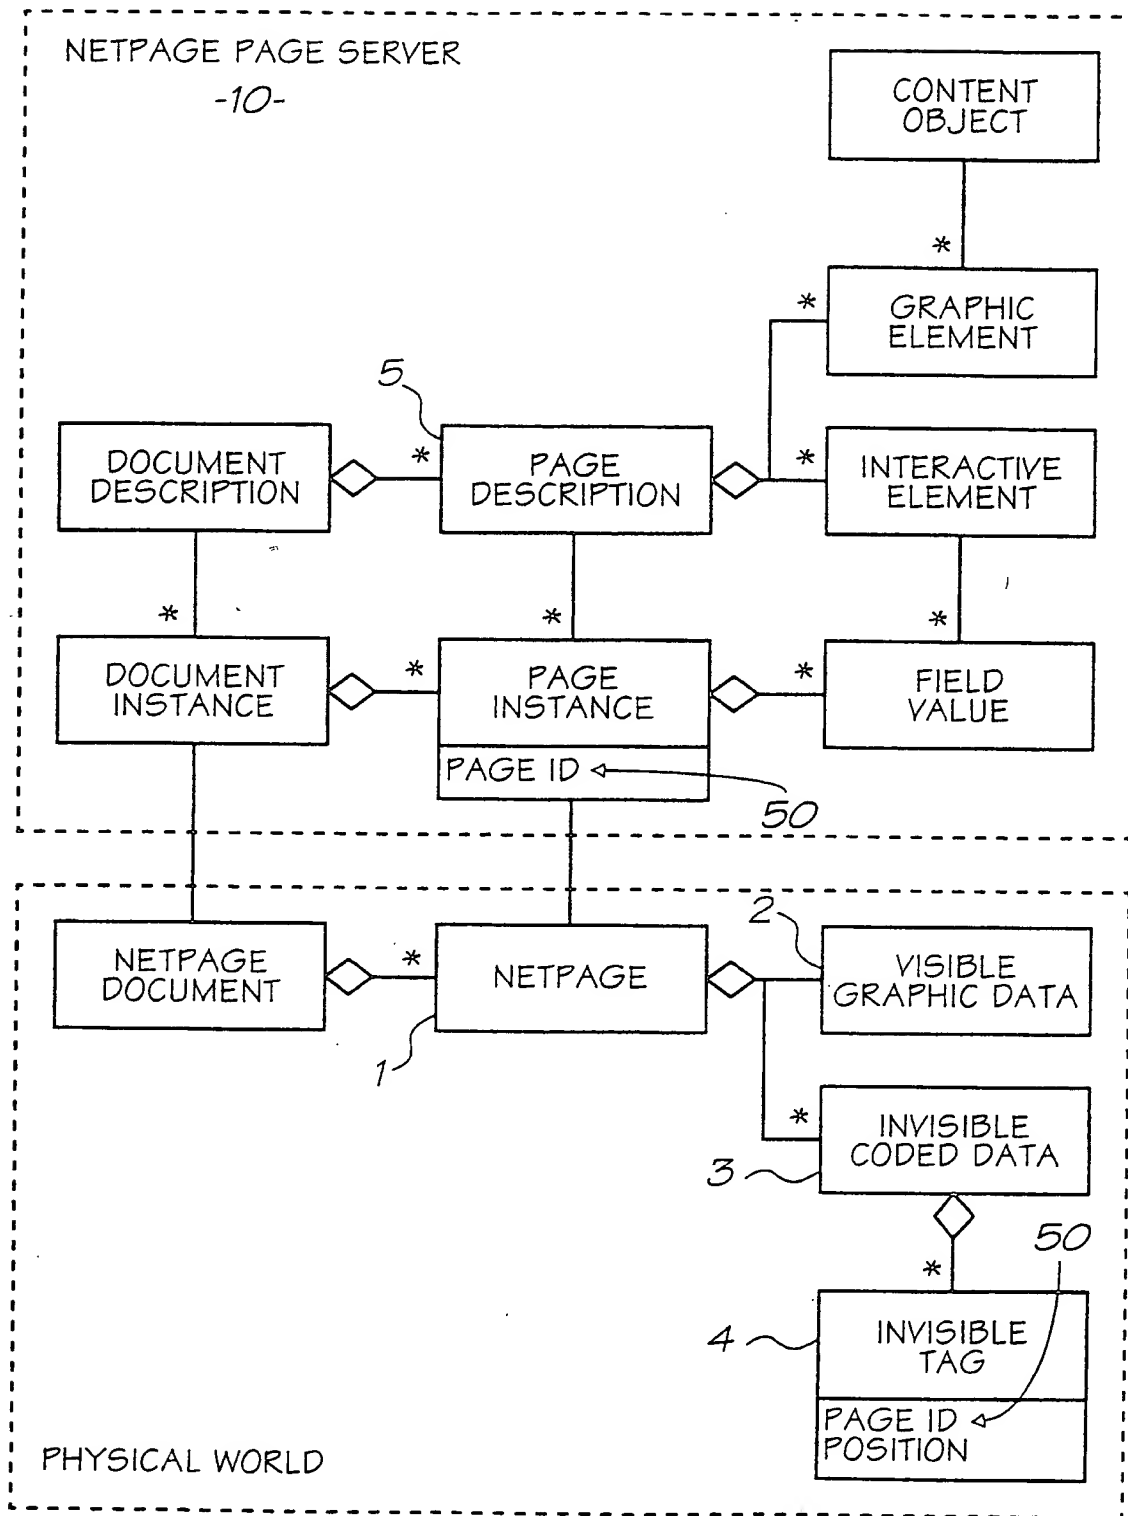 NETPAGE PAGE SERVER
-10-
CONTENT
OBJECT
*
*
GRAPHIC
ELEMENT
5
DOCUMENT
DESCRIPTION
*
PAGE
DESCRIPTION
*
INTERACTIVE
ELEMENT
*
*
*
DOCUMENT
INSTANCE
*
PAGE
INSTANCE
*
FIELD
VALUE
PAGE ID
50
NETPAGE
DOCUMENT
*
NETPAGE
1
2
VISIBLE
GRAPHIC DATA
*
INVISIBLE
CODED DATA
3
50
*
4
INVISIBLE
TAG
PAGE ID
POSITION
PHYSICAL WORLD